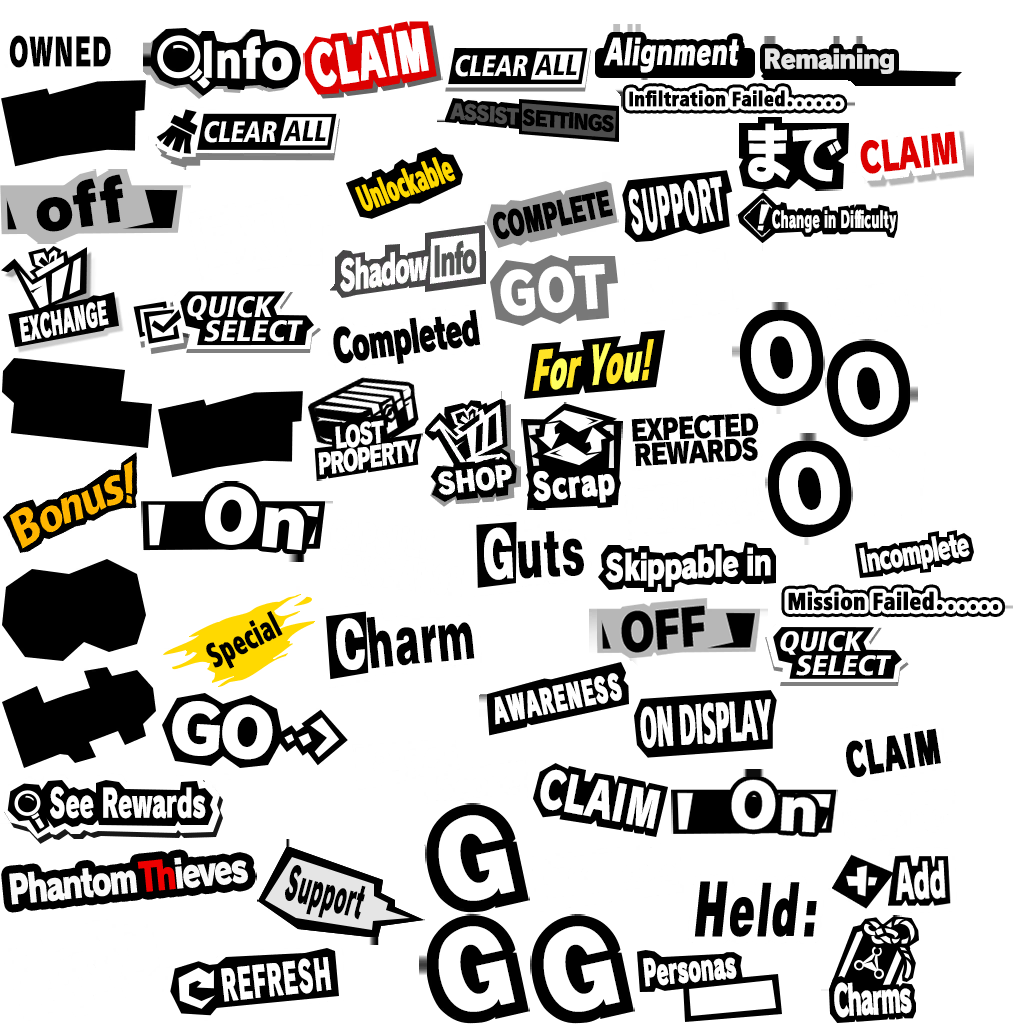 OWNED
Info
CLAIM
CLEAR ALL
Alignment
Remaining
CLEAR ALL
ASSIST SETTINGS
Infiltration Failed......
まで
CLAIM
off
Unlockable
COMPLETE
SUPPORT
Change in Difficulty
EXCHANGE
QUICK
SELECT
Shadow Info
GOT
Completed
For You!
O
O
LOST
PROPERTY
SHOP
Scrap
EXPECTED
REWARDS
O
Bonus!
On
Guts
Skippable in
Incomplete
Special
Charm
OFF
Mission Failed......
QUICK
SELECT
GO
AWARENESS
ON DISPLAY
CLAIM
See Rewards
CLAIM
On
Phantom Thieves
Support
G
Held:
Add
REFRESH
G
G
Personas
Charms